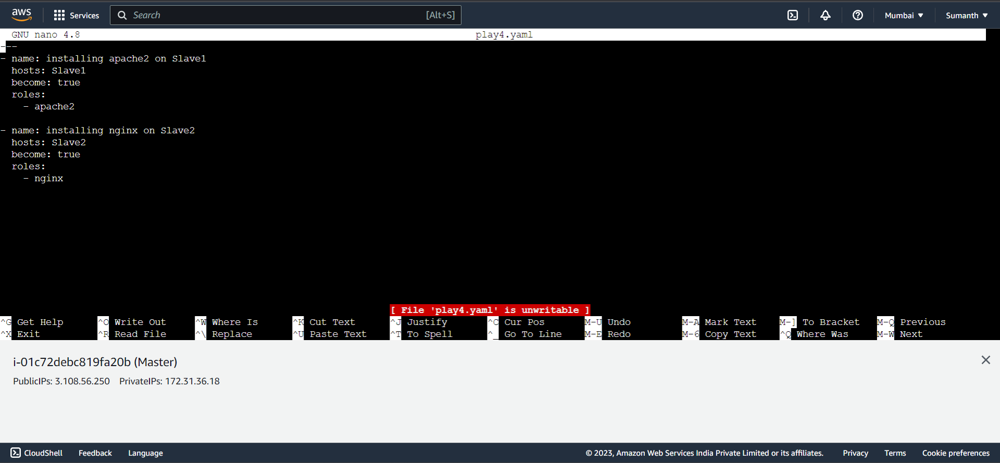 aws Services Search [Alt+S] Mumbai ▼ Sumanth ▼
GNU nano 4.8 play4.yaml
---
- name: installing apache2 on Slave1
  hosts: Slave1
  become: true
  roles:
    - apache2
- name: installing nginx on Slave2
  hosts: Slave2
  become: true
  roles:
    - nginx
[ File 'play4.yaml' is unwritable ]
^G Get Help ^O Write Out ^W Where Is ^K Cut Text ^J Justify ^C Cur Pos M-U Undo M-A Mark Text M-] To Bracket M-Q Previous
^X Exit ^R Read File ^\ Replace ^U Paste Text ^T To Spell ^_ Go To Line M-E Redo M-6 Copy Text ^Q Where Was M-W Next
i-01c72debc819fa20b (Master)
PublicIPs: 3.108.56.250 PrivateIPs: 172.31.36.18
CloudShell Feedback Language © 2023, Amazon Web Services India Private Limited or its affiliates. Privacy Terms Cookie preferences